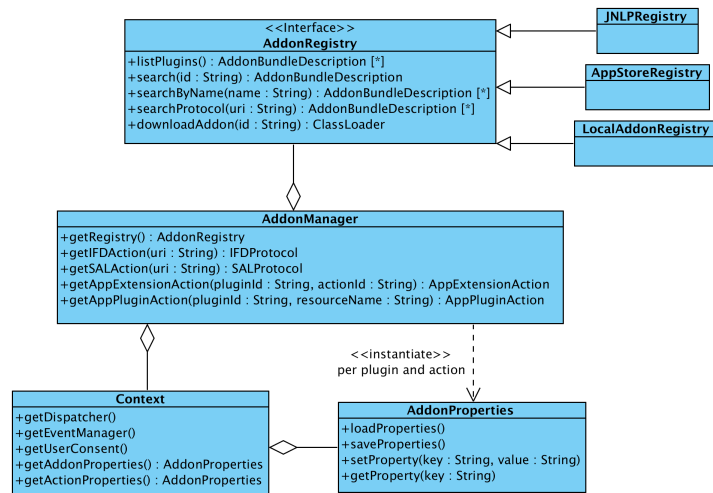 <<Interface>>
AddonRegistry
+listPlugins() : AddonBundleDescription [*]
+search(id : String) : AddonBundleDescription
+searchByName(name : String) : AddonBundleDescription [*]
+searchProtocol(uri : String) : AddonBundleDescription [*]
+downloadAddon(id : String) : ClassLoader
JNLPRegistry
AppStoreRegistry
LocalAddonRegistry
AddonManager
+getRegistry() : AddonRegistry
+getIFDAction(uri : String) : IFDProtocol
+getSALAction(uri : String) : SALProtocol
+getAppExtensionAction(pluginId : String, actionId : String) : AppExtensionAction
+getAppPluginAction(pluginId : String, resourceName : String) : AppPluginAction
<<instantiate>>
per plugin and action
Context
+getDispatcher()
+getEventManager()
+getUserConsent()
+getAddonProperties() : AddonProperties
+getActionProperties() : AddonProperties
AddonProperties
+loadProperties()
+saveProperties()
+setProperty(key : String, value : String)
+getProperty(key : String)